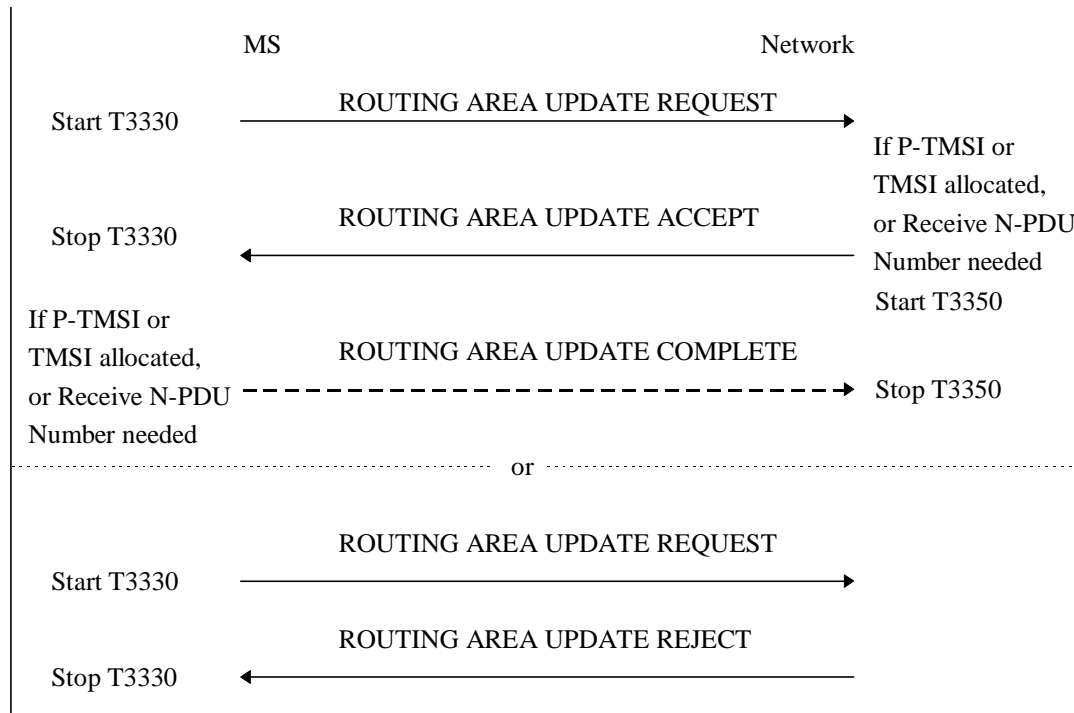 MS
Network
ROUTING AREA UPDATE REQUEST
Start T3330
If P-TMSI or
TMSI allocated,
or Receive N-PDU
Number needed
Start T3350
ROUTING AREA UPDATE ACCEPT
Stop T3330
If P-TMSI or
TMSI allocated,
or Receive N-PDU
Number needed
ROUTING AREA UPDATE COMPLETE
Stop T3350
or
ROUTING AREA UPDATE REQUEST
Start T3330
ROUTING AREA UPDATE REJECT
Stop T3330